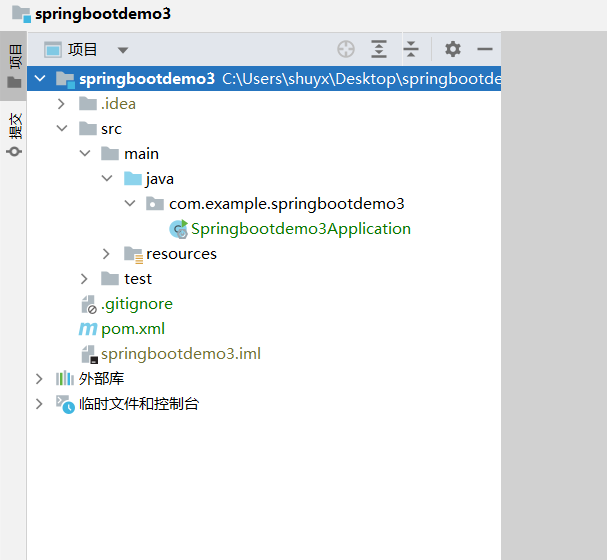 springbootdemo3
项目
项目
提交
springbootdemo3 C:\Users\shuyx\Desktop\springbootde
.idea
src
main
java
com.example.springbootdemo3
Springbootdemo3Application
resources
test
.gitignore
pom.xml
springbootdemo3.iml
外部库
临时文件和控制台